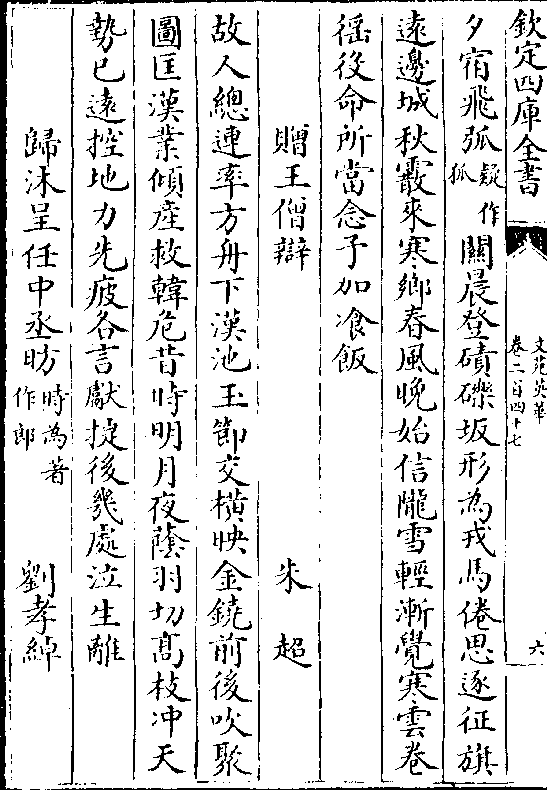 欽定四庫全書
文苑英華
卷二百四十七
六
夕宿飛弧疑作狐關晨登磧礫坂形為戎馬倦思逐征旗
遠邊城秋霰來寒鄉春風晚始信隴雪輕漸覺寒雲卷
徭役命所當念子加飡飯
贈王僧辯 朱超
故人總連率方舟下漢池玉節交橫映金鐃前後吹聚
圖匡漢業傾産救韓危昔時明月夜蔭羽切髙枝冲天
勢已遠控地力先疲各言獻捷後幾處泣生離
歸沐呈任中丞昉時為著作郎 劉孝綽